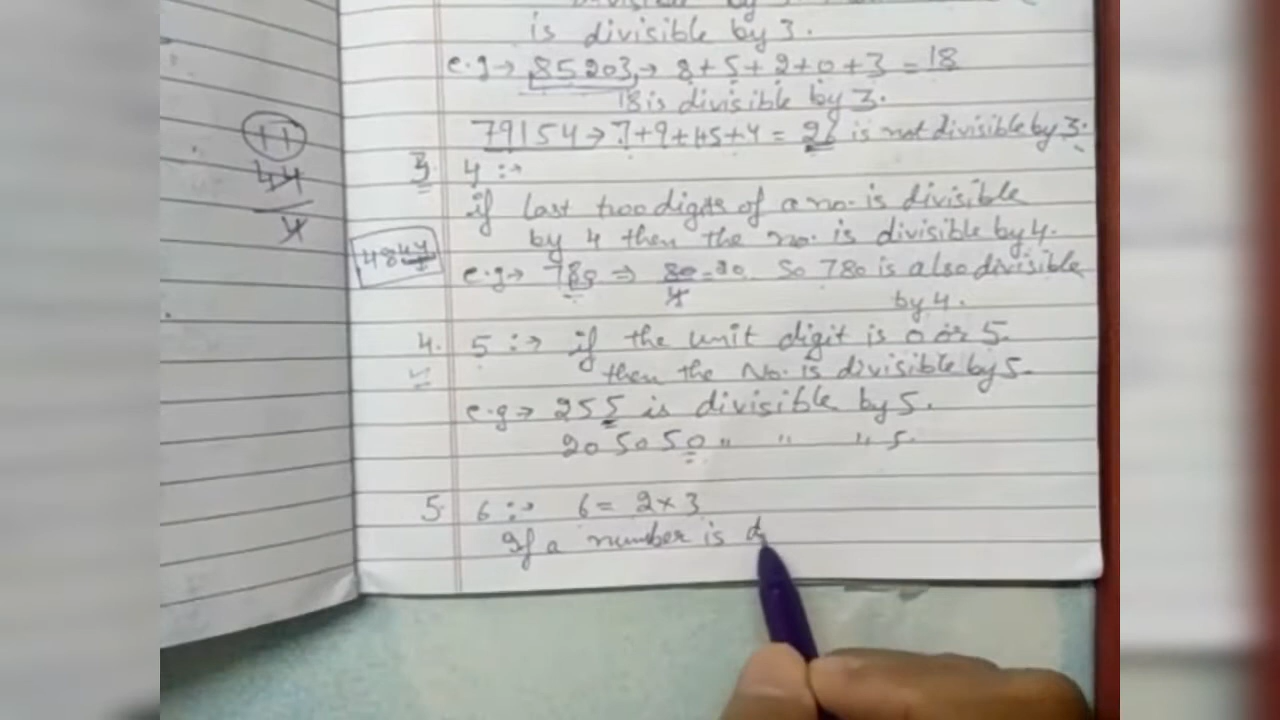 is divisible by 3.
e.g → 85203 → 8+5+2+0+3 = 18
18 is divisible by 3.
79154 → 7+9+1+5+4 = 26 is not divisible by 3.
11
44
4
3. 4 :→
if last two digits of a no. is divisible
by 4 then the no. is divisible by 4.
4844
e.g → 780 ⇒ 80/4 = 20 So 780 is also divisible
by 4.
4. 5 :→ if the unit digit is 0 or 5.
then the No. is divisible by 5.
e.g → 255 is divisible by 5.
205050 " " " 5.
5. 6 :→ 6 = 2 × 3
If a number is d